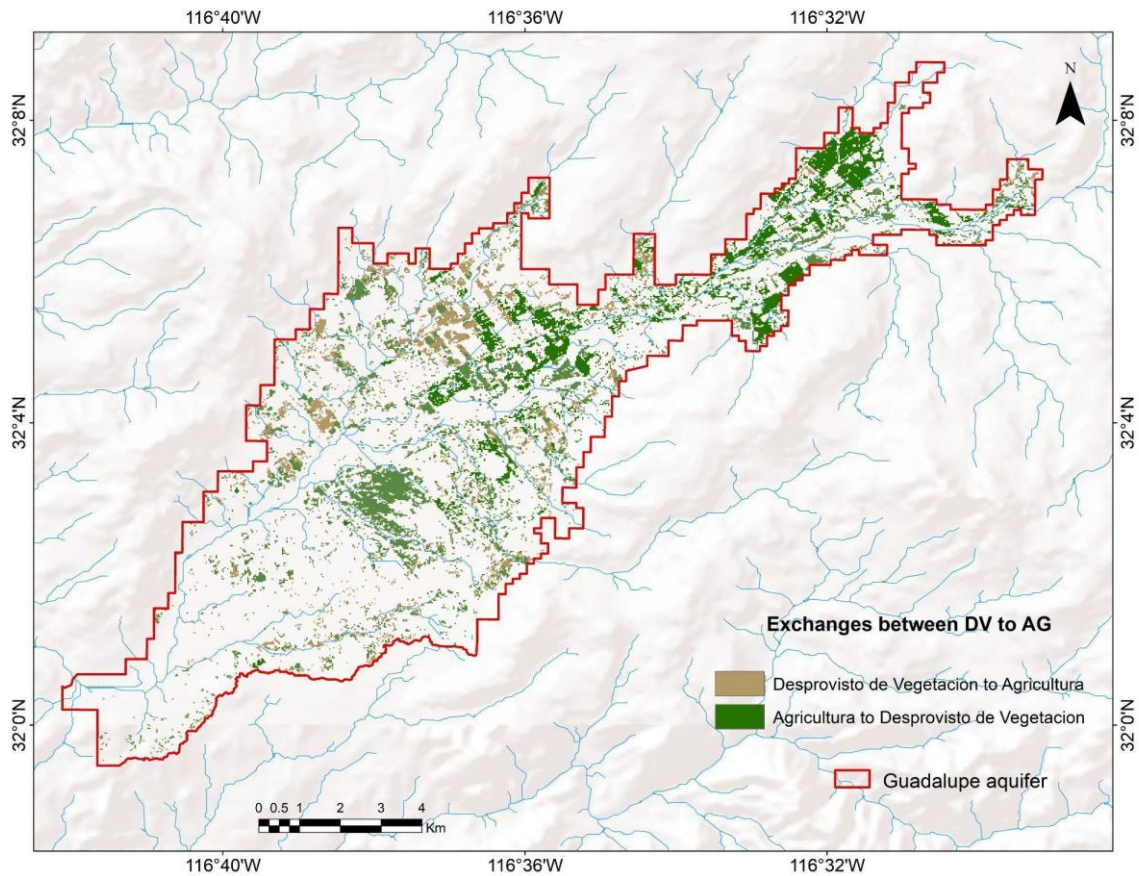 116°40'W 116°36'W 116°32'W
N
32°8'N 32°8'N
32°4'N 32°4'N
Exchanges between DV to AG
Desprovisto de Vegetacion to Agricultura
Agricultura to Desprovisto de Vegetacion
32°0'N 32°0'N
Guadalupe aquifer
0 0.5 1 2 3 4
Km
116°40'W 116°36'W 116°32'W